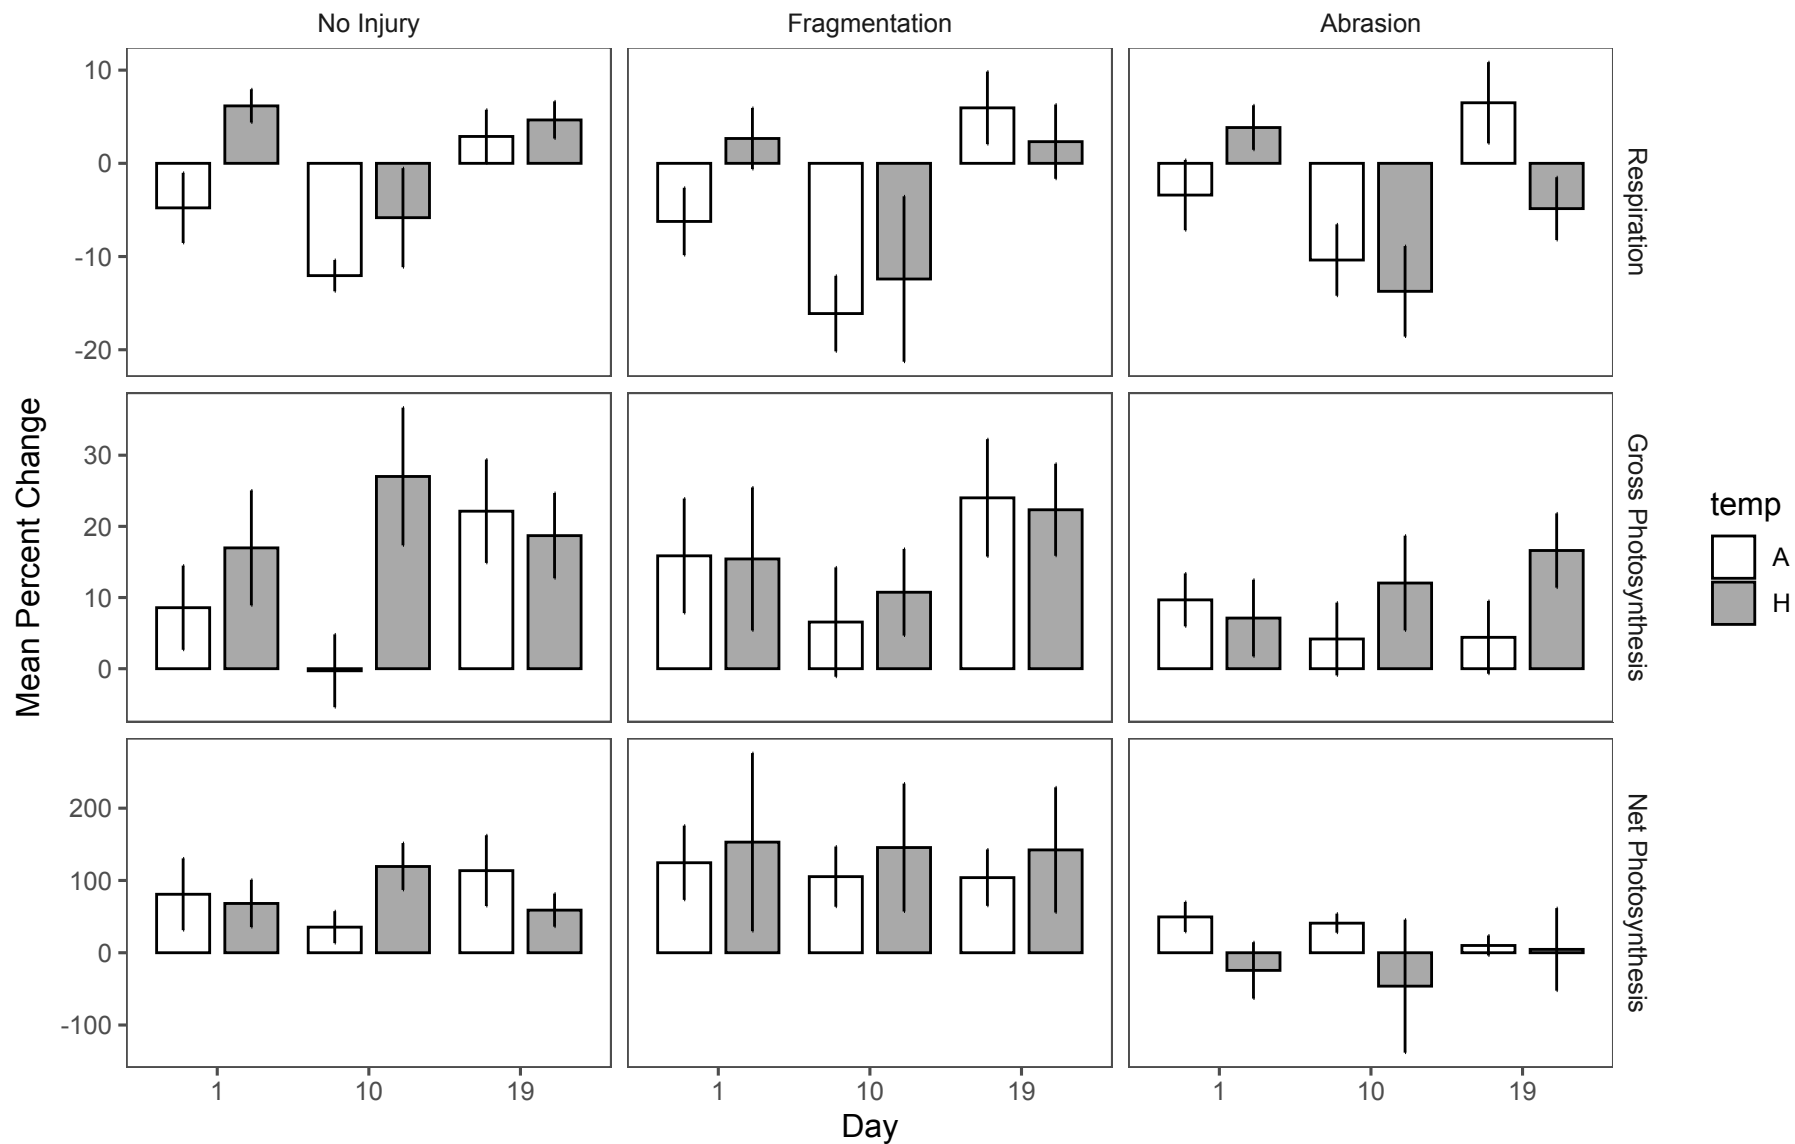 No Injury Fragmentation Abrasion
10
0
-10
-20
Respiration
30
20
10
0
Gross Photosynthesis
200
100
0
-100
Net Photosynthesis
Mean Percent Change
1 10 19 1 10 19 1 10 19
Day
temp
A
H